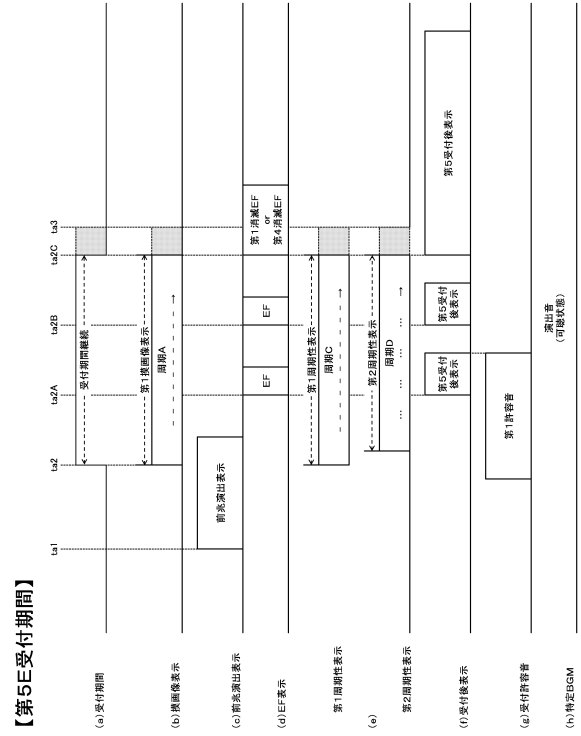 【第5E受付期間】
ta1
ta2
ta2A
ta2B
ta2C
ta3
(a)受付期間
受付期間継続
(b)摸画像表示
第1摸画像表示
周期A
(c)前兆演出表示
前兆演出表示
(d)EF表示
EF
EF
第1消滅EF
or
第4消滅EF
(e)
第1周期性表示
第1周期性表示
周期C
第2周期性表示
第2周期性表示
周期D
(f)受付後表示
第5受付
後表示
第5受付
後表示
第5受付後表示
(g)受付許容音
第1許容音
(h)特定BGM
演出音
(可聴状態)